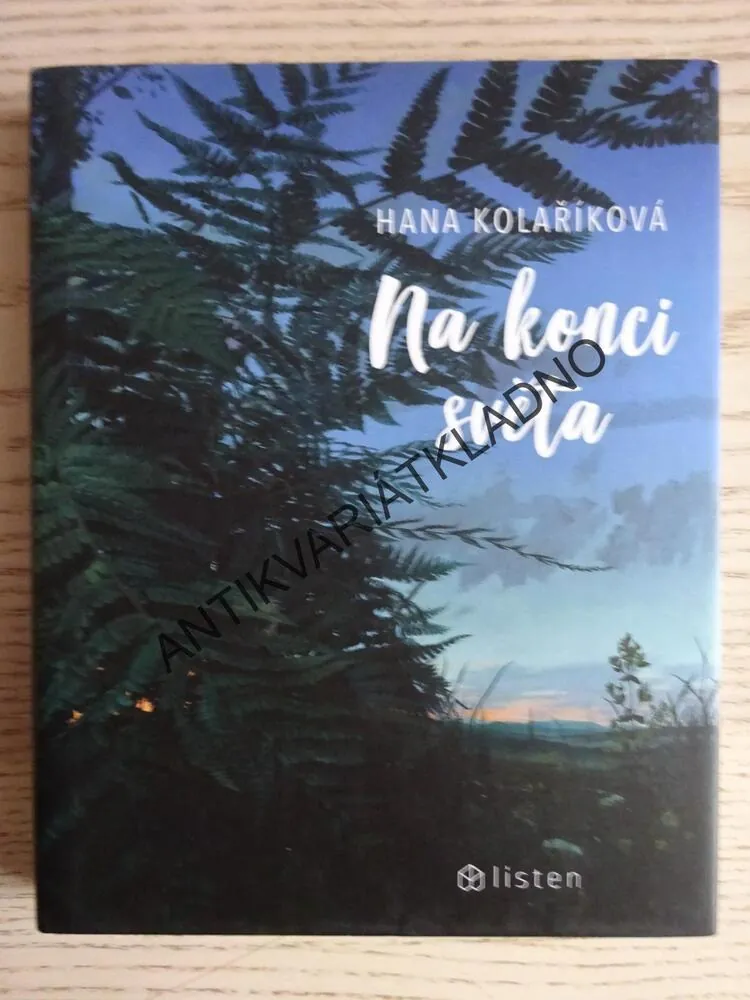 HANA KOLAŘÍKOVÁ
Na konci
světa
ANTIKVARIÁTKLADNO
listen